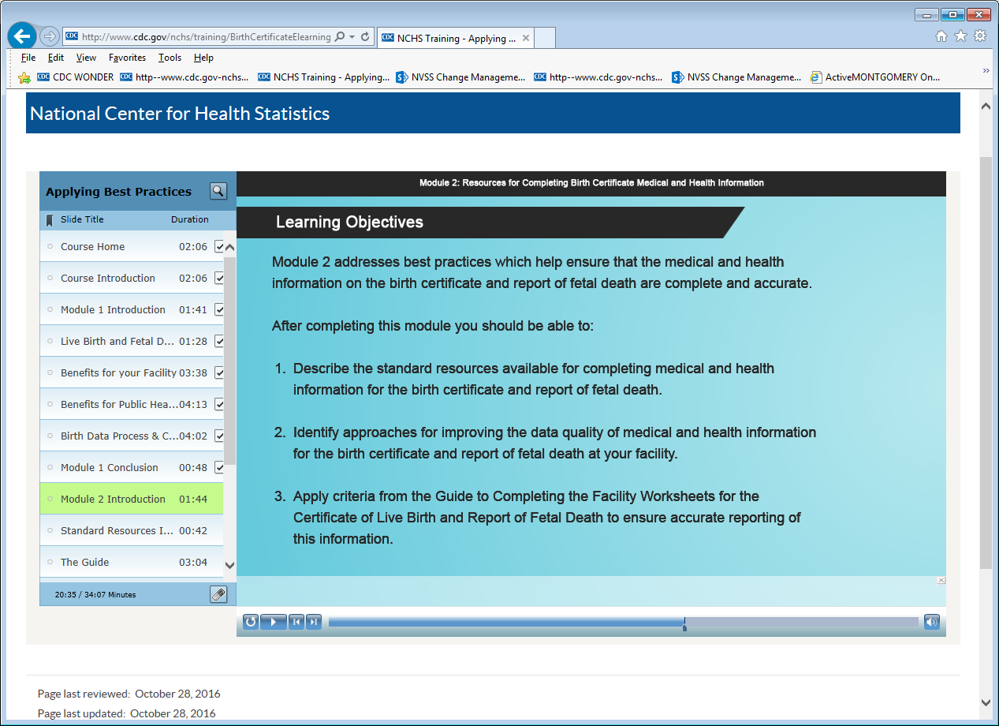 CDC http://www.cdc.gov/nchs/training/BirthCertificateElearning
CDC NCHS Training - Applying ...
File Edit View Favorites Tools Help
CDC CDC WONDER CDC http--www.cdc.gov-nchs... CDC NCHS Training - Applying... S NVSS Change Manageme... CDC http--www.cdc.gov-nchs... S NVSS Change Manageme... ActiveMONTGOMERY On... »
National Center for Health Statistics
Applying Best Practices
Slide Title Duration
Course Home 02:06
Course Introduction 02:06
Module 1 Introduction 01:41
Live Birth and Fetal D... 01:28
Benefits for your Facility 03:38
Benefits for Public Hea... 04:13
Birth Data Process & C... 04:02
Module 1 Conclusion 00:48
Module 2 Introduction 01:44
Standard Resources I... 00:42
The Guide 03:04
20:35 / 34:07 Minutes
Module 2: Resources for Completing Birth Certificate Medical and Health Information
Learning Objectives
Module 2 addresses best practices which help ensure that the medical and health
information on the birth certificate and report of fetal death are complete and accurate.
After completing this module you should be able to:
1. Describe the standard resources available for completing medical and health
information for the birth certificate and report of fetal death.
2. Identify approaches for improving the data quality of medical and health information
for the birth certificate and report of fetal death at your facility.
3. Apply criteria from the Guide to Completing the Facility Worksheets for the
Certificate of Live Birth and Report of Fetal Death to ensure accurate reporting of
this information.
Page last reviewed: October 28, 2016
Page last updated: October 28, 2016